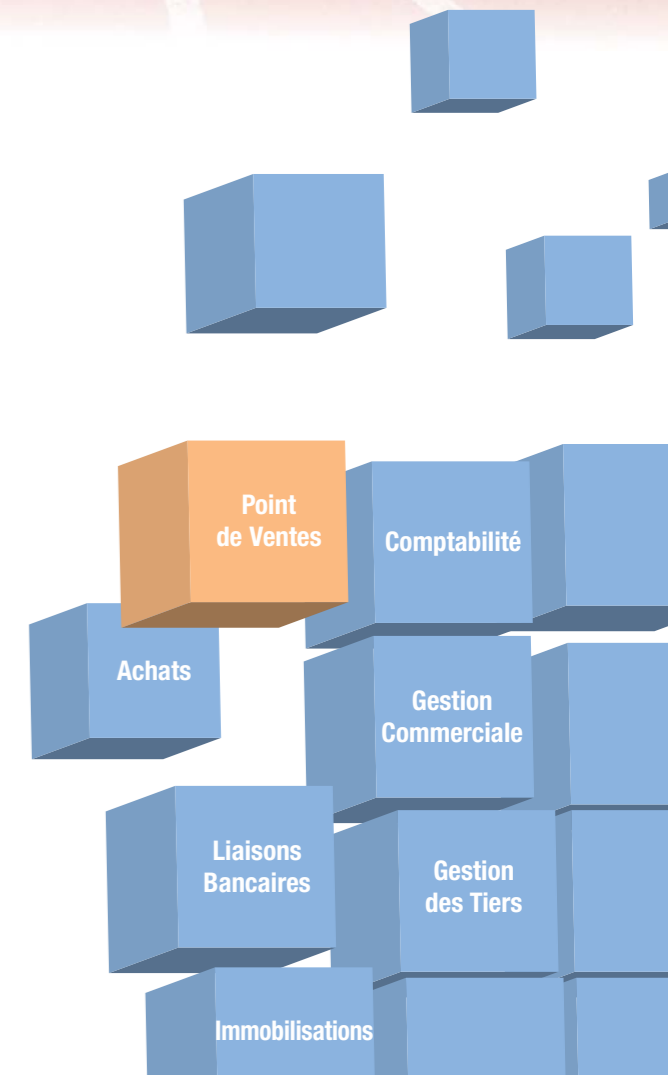 Point
de Ventes
Comptabilité
Achats
Gestion
Commerciale
Liaisons
Bancaires
Gestion
des Tiers
Immobilisations